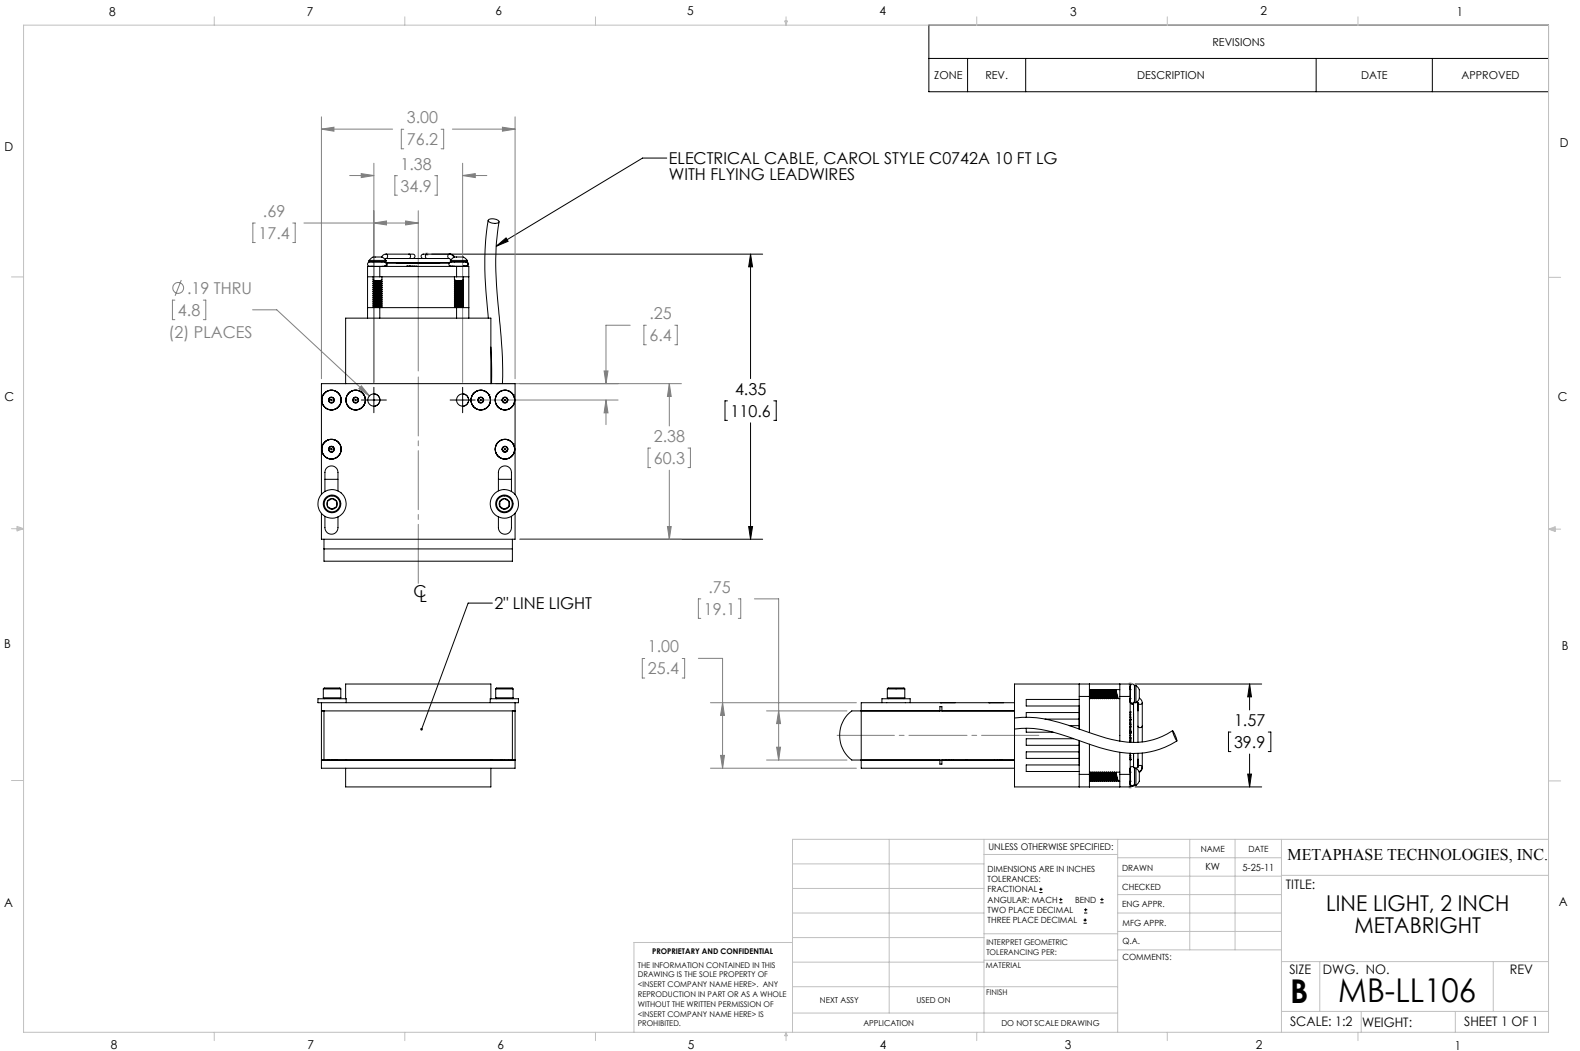 8 7 6 5 4 3 2 1
REVISIONS
ZONE REV. DESCRIPTION DATE APPROVED
D D
3.00
[76.2]
1.38
[34.9]
.69
[17.4]
ELECTRICAL CABLE, CAROL STYLE C0742A 10 FT LG
WITH FLYING LEADWIRES
Ø.19 THRU
[4.8]
(2) PLACES
.25
[6.4]
4.35
[110.6]
2.38
[60.3]
C C
CL
2" LINE LIGHT
.75
[19.1]
1.00
[25.4]
B B
1.57
[39.9]
A A
PROPRIETARY AND CONFIDENTIAL
THE INFORMATION CONTAINED IN THIS
DRAWING IS THE SOLE PROPERTY OF
<INSERT COMPANY NAME HERE>. ANY
REPRODUCTION IN PART OR AS A WHOLE
WITHOUT THE WRITTEN PERMISSION OF
<INSERT COMPANY NAME HERE> IS
PROHIBITED.
NEXT ASSY USED ON
APPLICATION
UNLESS OTHERWISE SPECIFIED:
DIMENSIONS ARE IN INCHES
TOLERANCES:
FRACTIONAL ±
ANGULAR: MACH ± BEND ±
TWO PLACE DECIMAL ±
THREE PLACE DECIMAL ±
INTERPRET GEOMETRIC
TOLERANCING PER:
MATERIAL
FINISH
DO NOT SCALE DRAWING
NAME DATE
DRAWN KW 5-25-11
CHECKED
ENG APPR.
MFG APPR.
Q.A.
COMMENTS:
METAPHASE TECHNOLOGIES, INC.
TITLE:
LINE LIGHT, 2 INCH
METABRIGHT
SIZE DWG. NO. REV
B MB-LL106
SCALE: 1:2 WEIGHT: SHEET 1 OF 1
8 7 6 5 4 3 2 1